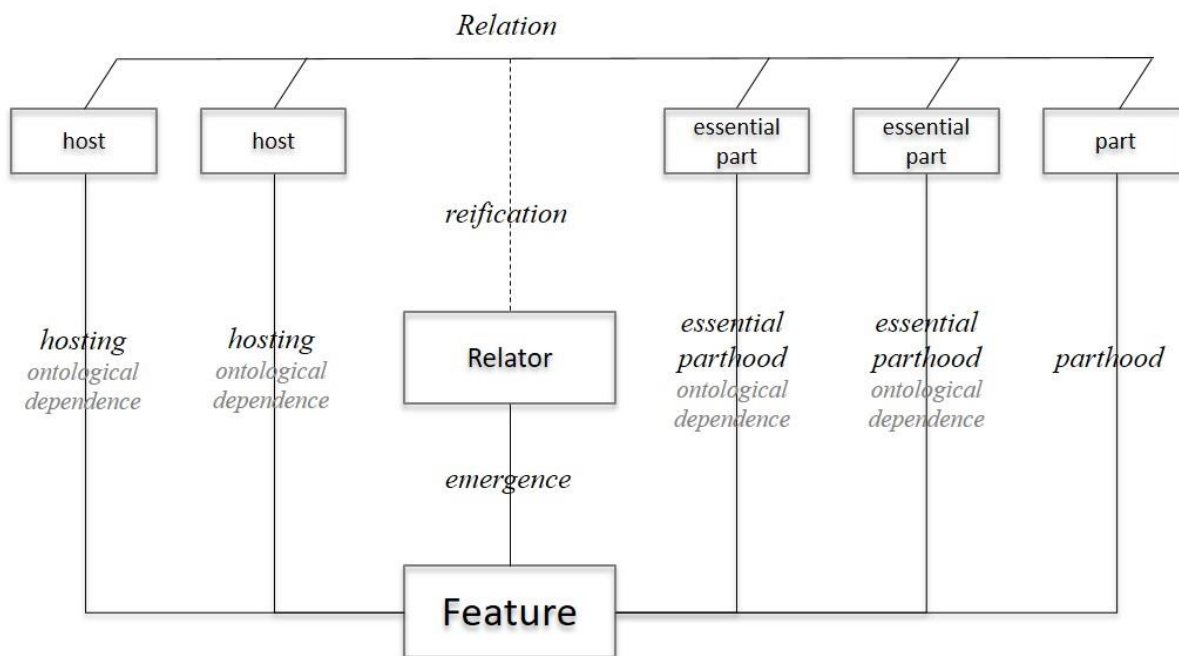 Relation
host
host
essential
part
essential
part
part
reification
hosting
ontological
dependence
hosting
ontological
dependence
Relator
essential
parthood
ontological
dependence
essential
parthood
ontological
dependence
parthood
emergence
Feature